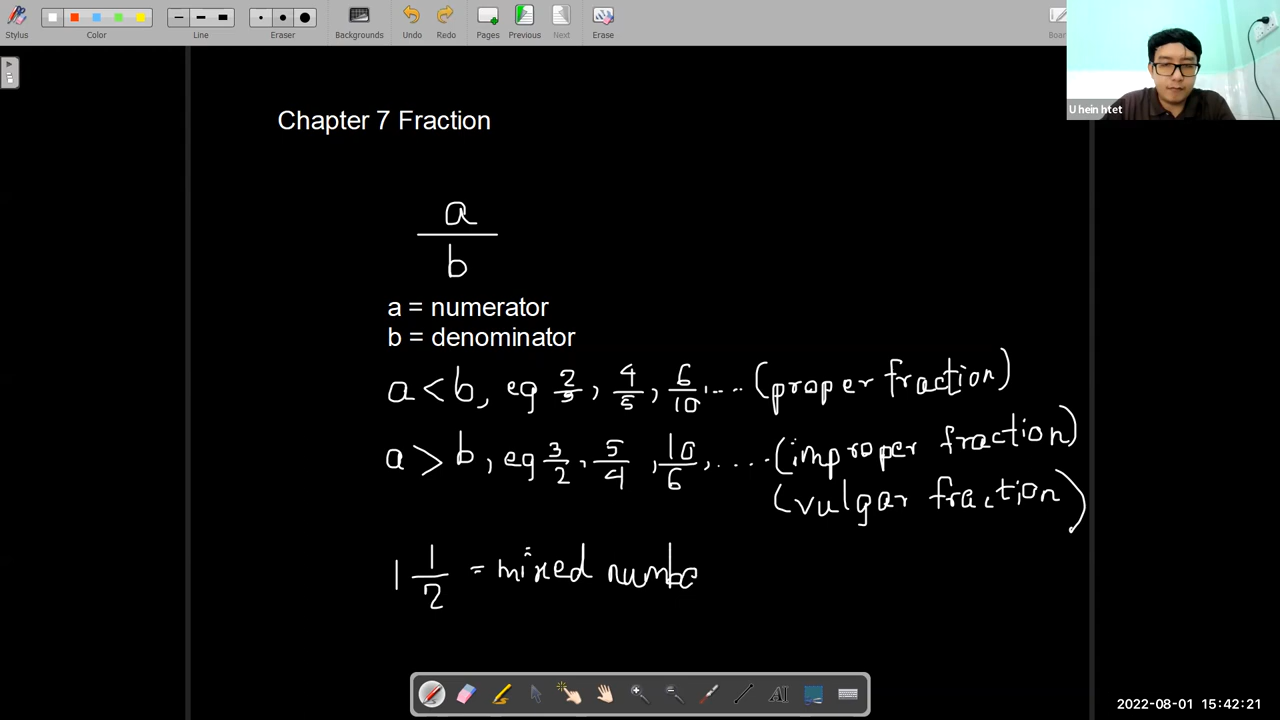 Stylus Color Line Eraser Backgrounds Undo Redo Pages Previous Next Erase
U hein htet
Chapter 7 Fraction
a
b
a = numerator
b = denominator
a < b, eg 2/3, 4/5, 6/10, .... (proper fraction)
a > b, eg 3/2, 5/4, 10/6, .... (improper fraction)
(vulgar fraction)
1 1/2 = mixed numbe
AI
2022-08-01 15:42:21